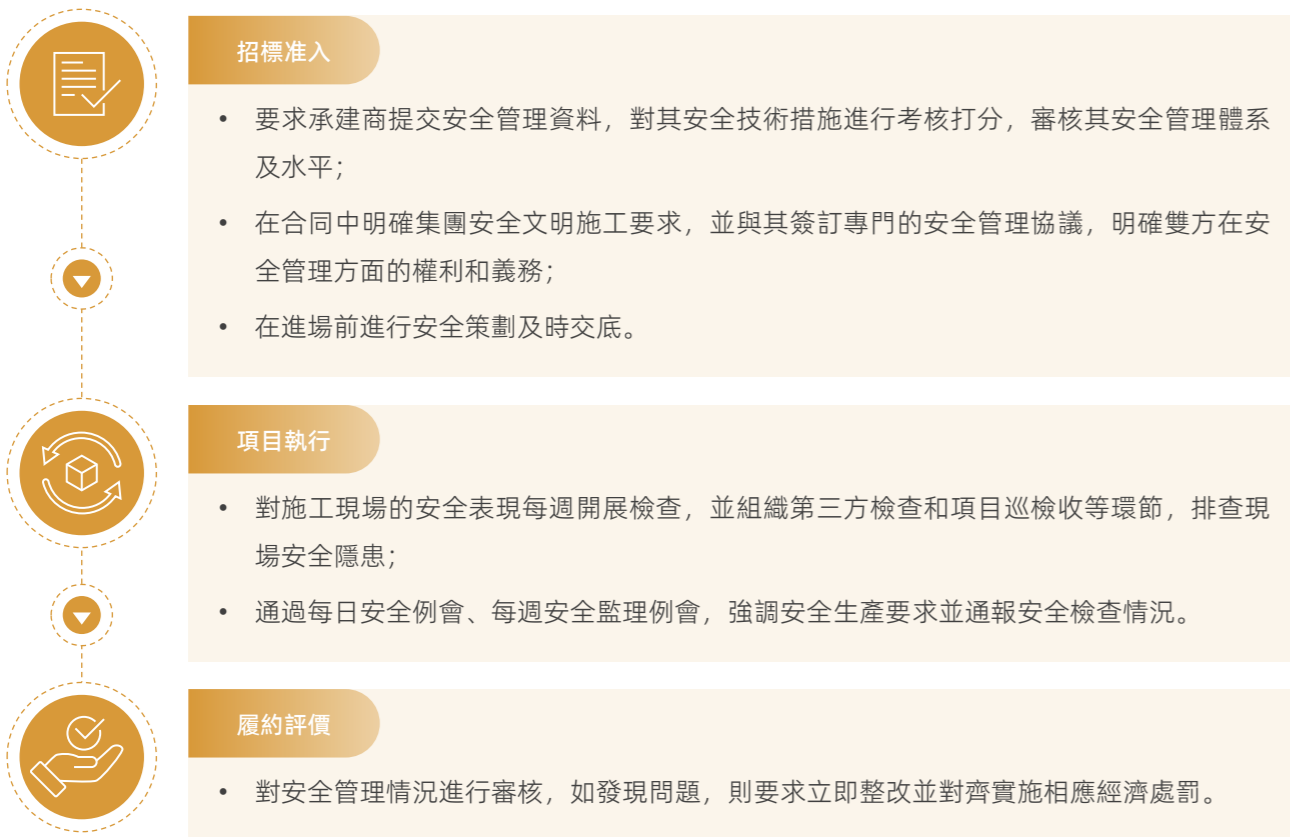 招標准入
• 要求承建商提交安全管理資料，對其安全技術措施進行考核打分，審核其安全管理體系
及水平；
• 在合同中明確集團安全文明施工要求，並與其簽訂專門的安全管理協議，明確雙方在安
全管理方面的權利和義務；
• 在進場前進行安全策劃及時交底。
項目執行
• 對施工現場的安全表現每週開展檢查，並組織第三方檢查和項目巡檢收等環節，排查現
場安全隱患；
• 通過每日安全例會、每週安全監理例會，強調安全生產要求並通報安全檢查情況。
履約評價
• 對安全管理情況進行審核，如發現問題，則要求立即整改並對齊實施相應經濟處罰。